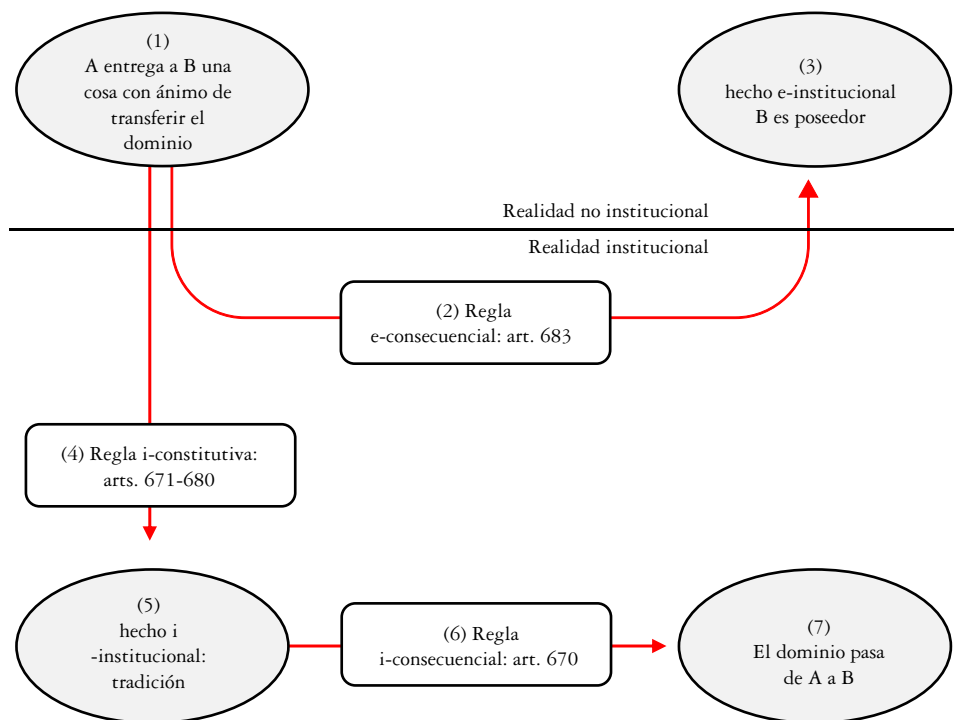 (1)
A entrega a B una
cosa con ánimo de
transferir el
dominio
(3)
hecho e-institucional
B es poseedor
Realidad no institucional
Realidad institucional
(2) Regla
e-consecuencial: art. 683
(4) Regla i-constitutiva:
arts. 671-680
(5)
hecho i
-institucional:
tradición
(6) Regla
i-consecuencial: art. 670
(7)
El dominio pasa
de A a B